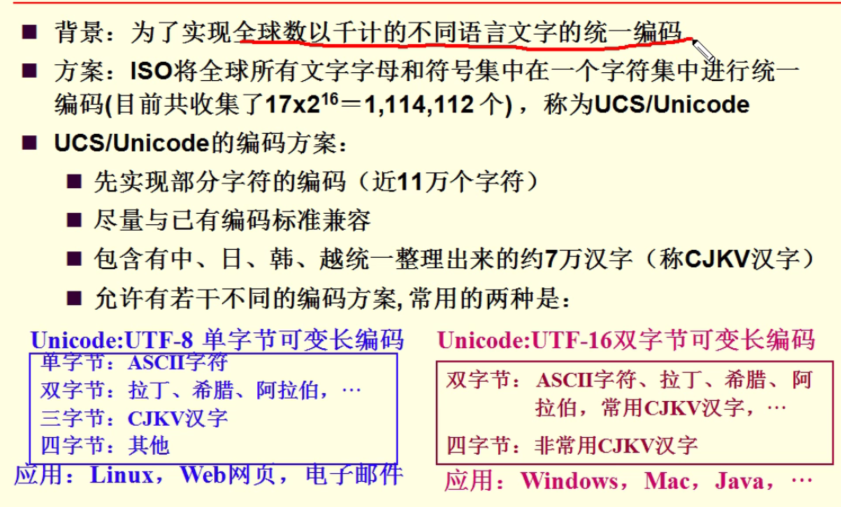 ■ 背景：为了实现全球数以千计的不同语言文字的统一编码
■ 方案：ISO将全球所有文字字母和符号集中在一个字符集中进行统一
编码(目前共收集了17x2¹⁶＝1,114,112 个) ，称为UCS/Unicode
■ UCS/Unicode的编码方案：
■ 先实现部分字符的编码（近11万个字符）
■ 尽量与已有编码标准兼容
■ 包含有中、日、韩、越统一整理出来的约7万汉字（称CJKV汉字）
■ 允许有若干不同的编码方案, 常用的两种是：
Unicode:UTF-8 单字节可变长编码
单字节：ASCII字符
双字节：拉丁、希腊、阿拉伯，…
三字节：CJKV汉字
四字节：其他
应用：Linux，Web网页，电子邮件
Unicode:UTF-16双字节可变长编码
双字节： ASCII字符、拉丁、希腊、阿
拉伯，常用CJKV汉字，…
四字节：非常用CJKV汉字
应用：Windows，Mac，Java，…